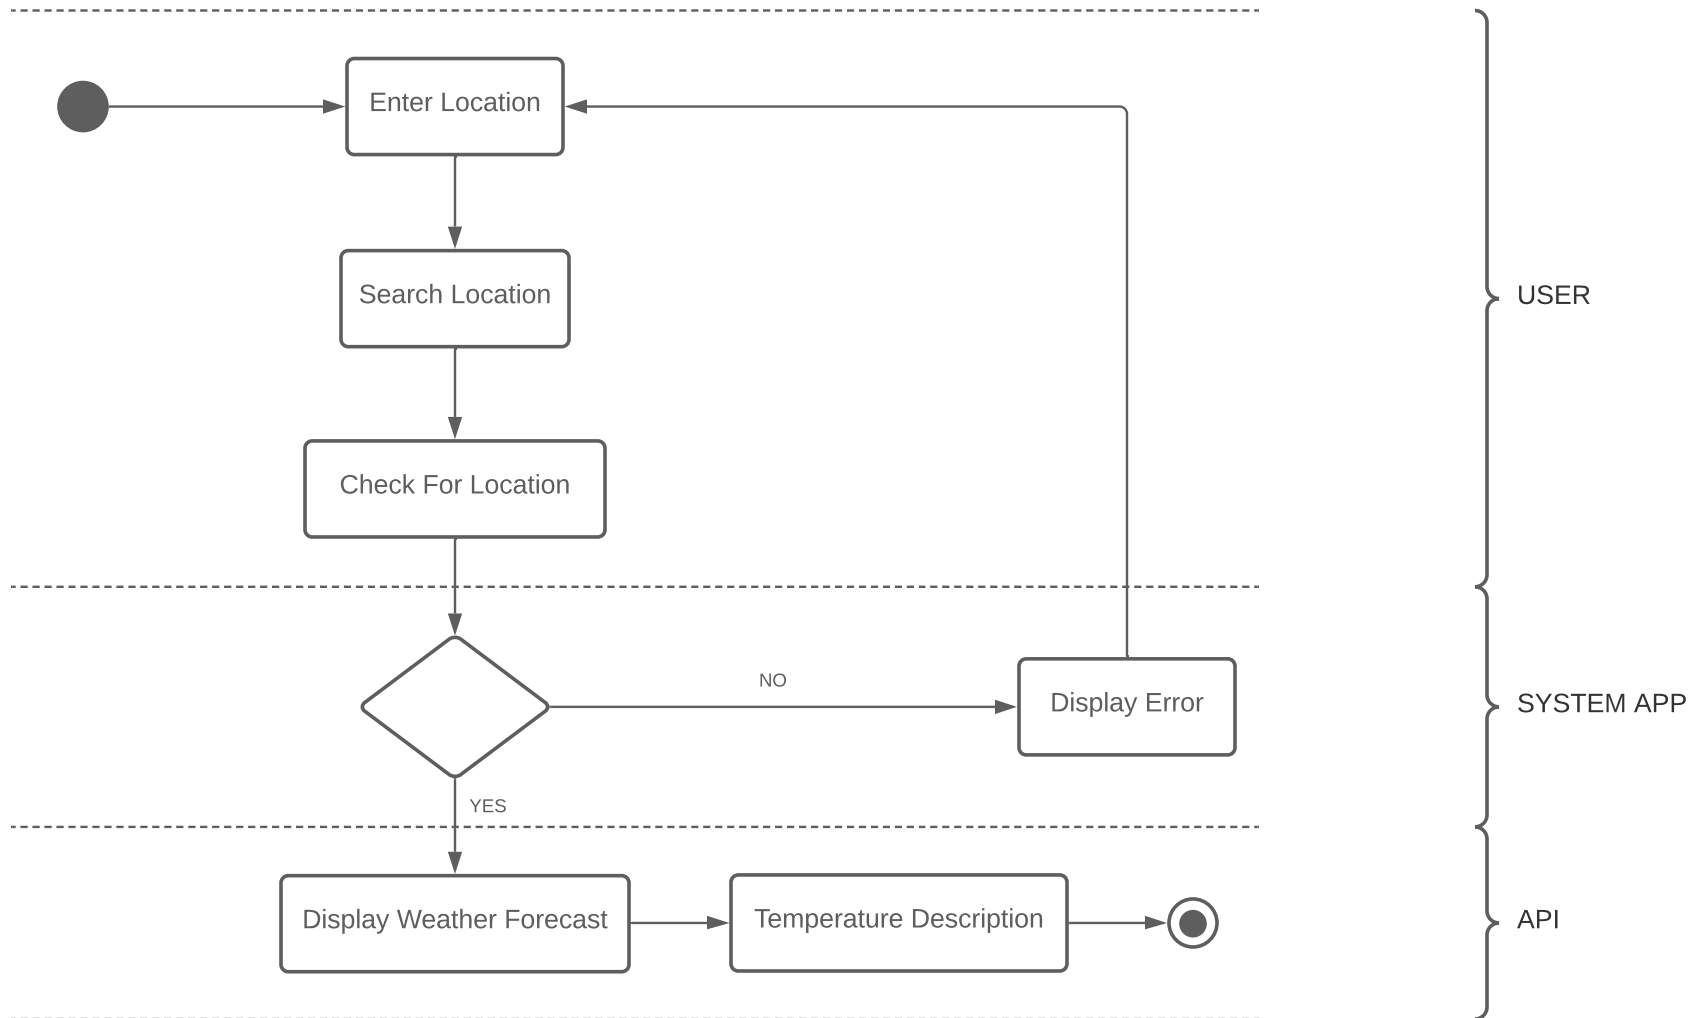 Enter Location
Search Location
USER
Check For Location
NO
Display Error
SYSTEM APP
YES
Display Weather Forecast
Temperature Description
API